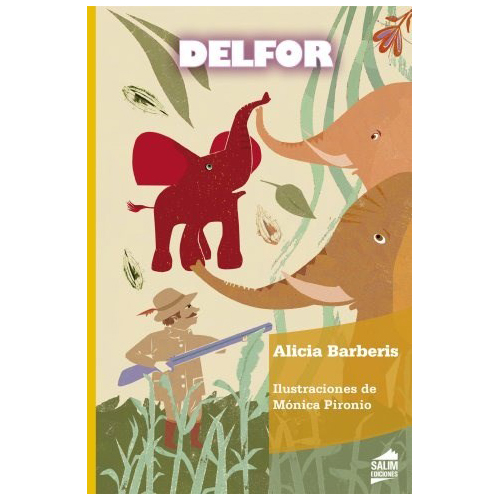 DELFOR
Alicia Barberis
Ilustraciones de
Mónica Pironio
SALIM
EDICIONES